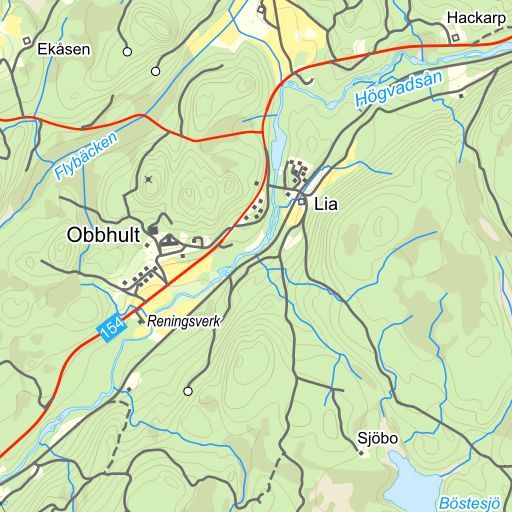 Hackarp
Ekåsen
Högvadsån
Flybäcken
Lia
Obbhult
154
Reningsverk
Sjöbo
Böstesjö